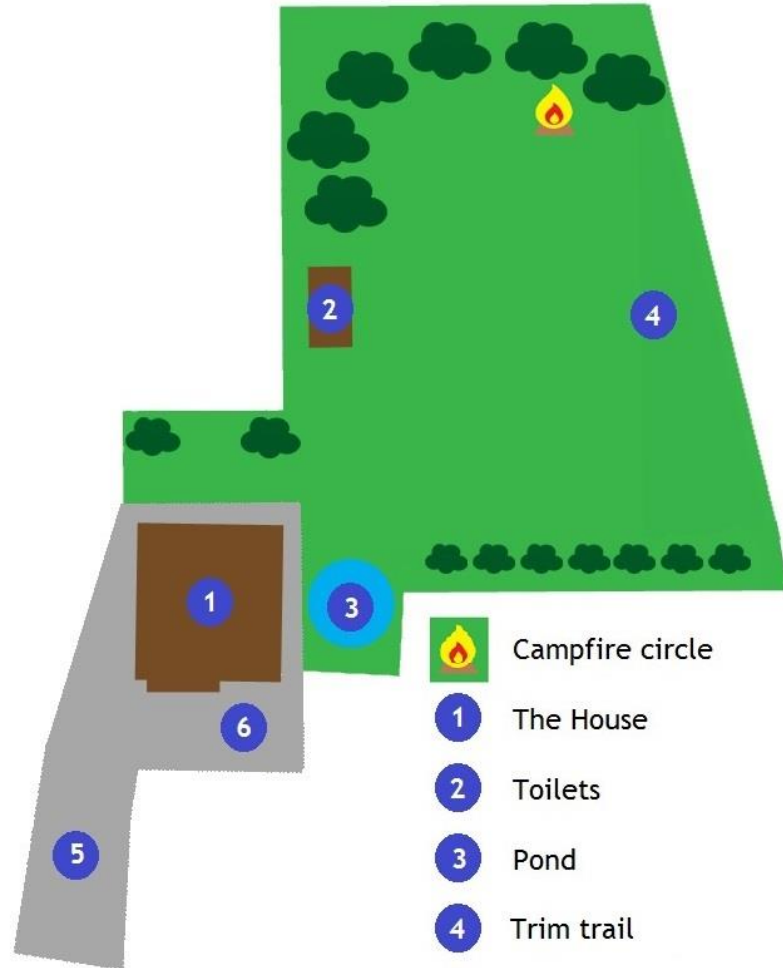 2
4
1
3
6
5
Campfire circle
1 The House
2 Toilets
3 Pond
4 Trim trail